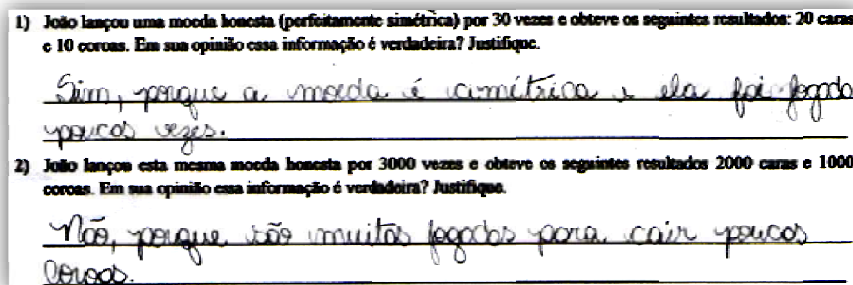 1) João lançou uma moeda honesta (perfeitamente simétrica) por 30 vezes e obteve os seguintes resultados: 20 caras
e 10 coroas. Em sua opinião essa informação é verdadeira? Justifique.
Sim, porque a moeda é simétrica e ela foi jogada
poucas vezes.
2) João lançou esta mesma moeda honesta por 3000 vezes e obteve os seguintes resultados 2000 caras e 1000
coroas. Em sua opinião essa informação é verdadeira? Justifique.
Não, porque são muitas jogadas para cair poucas
coroas.